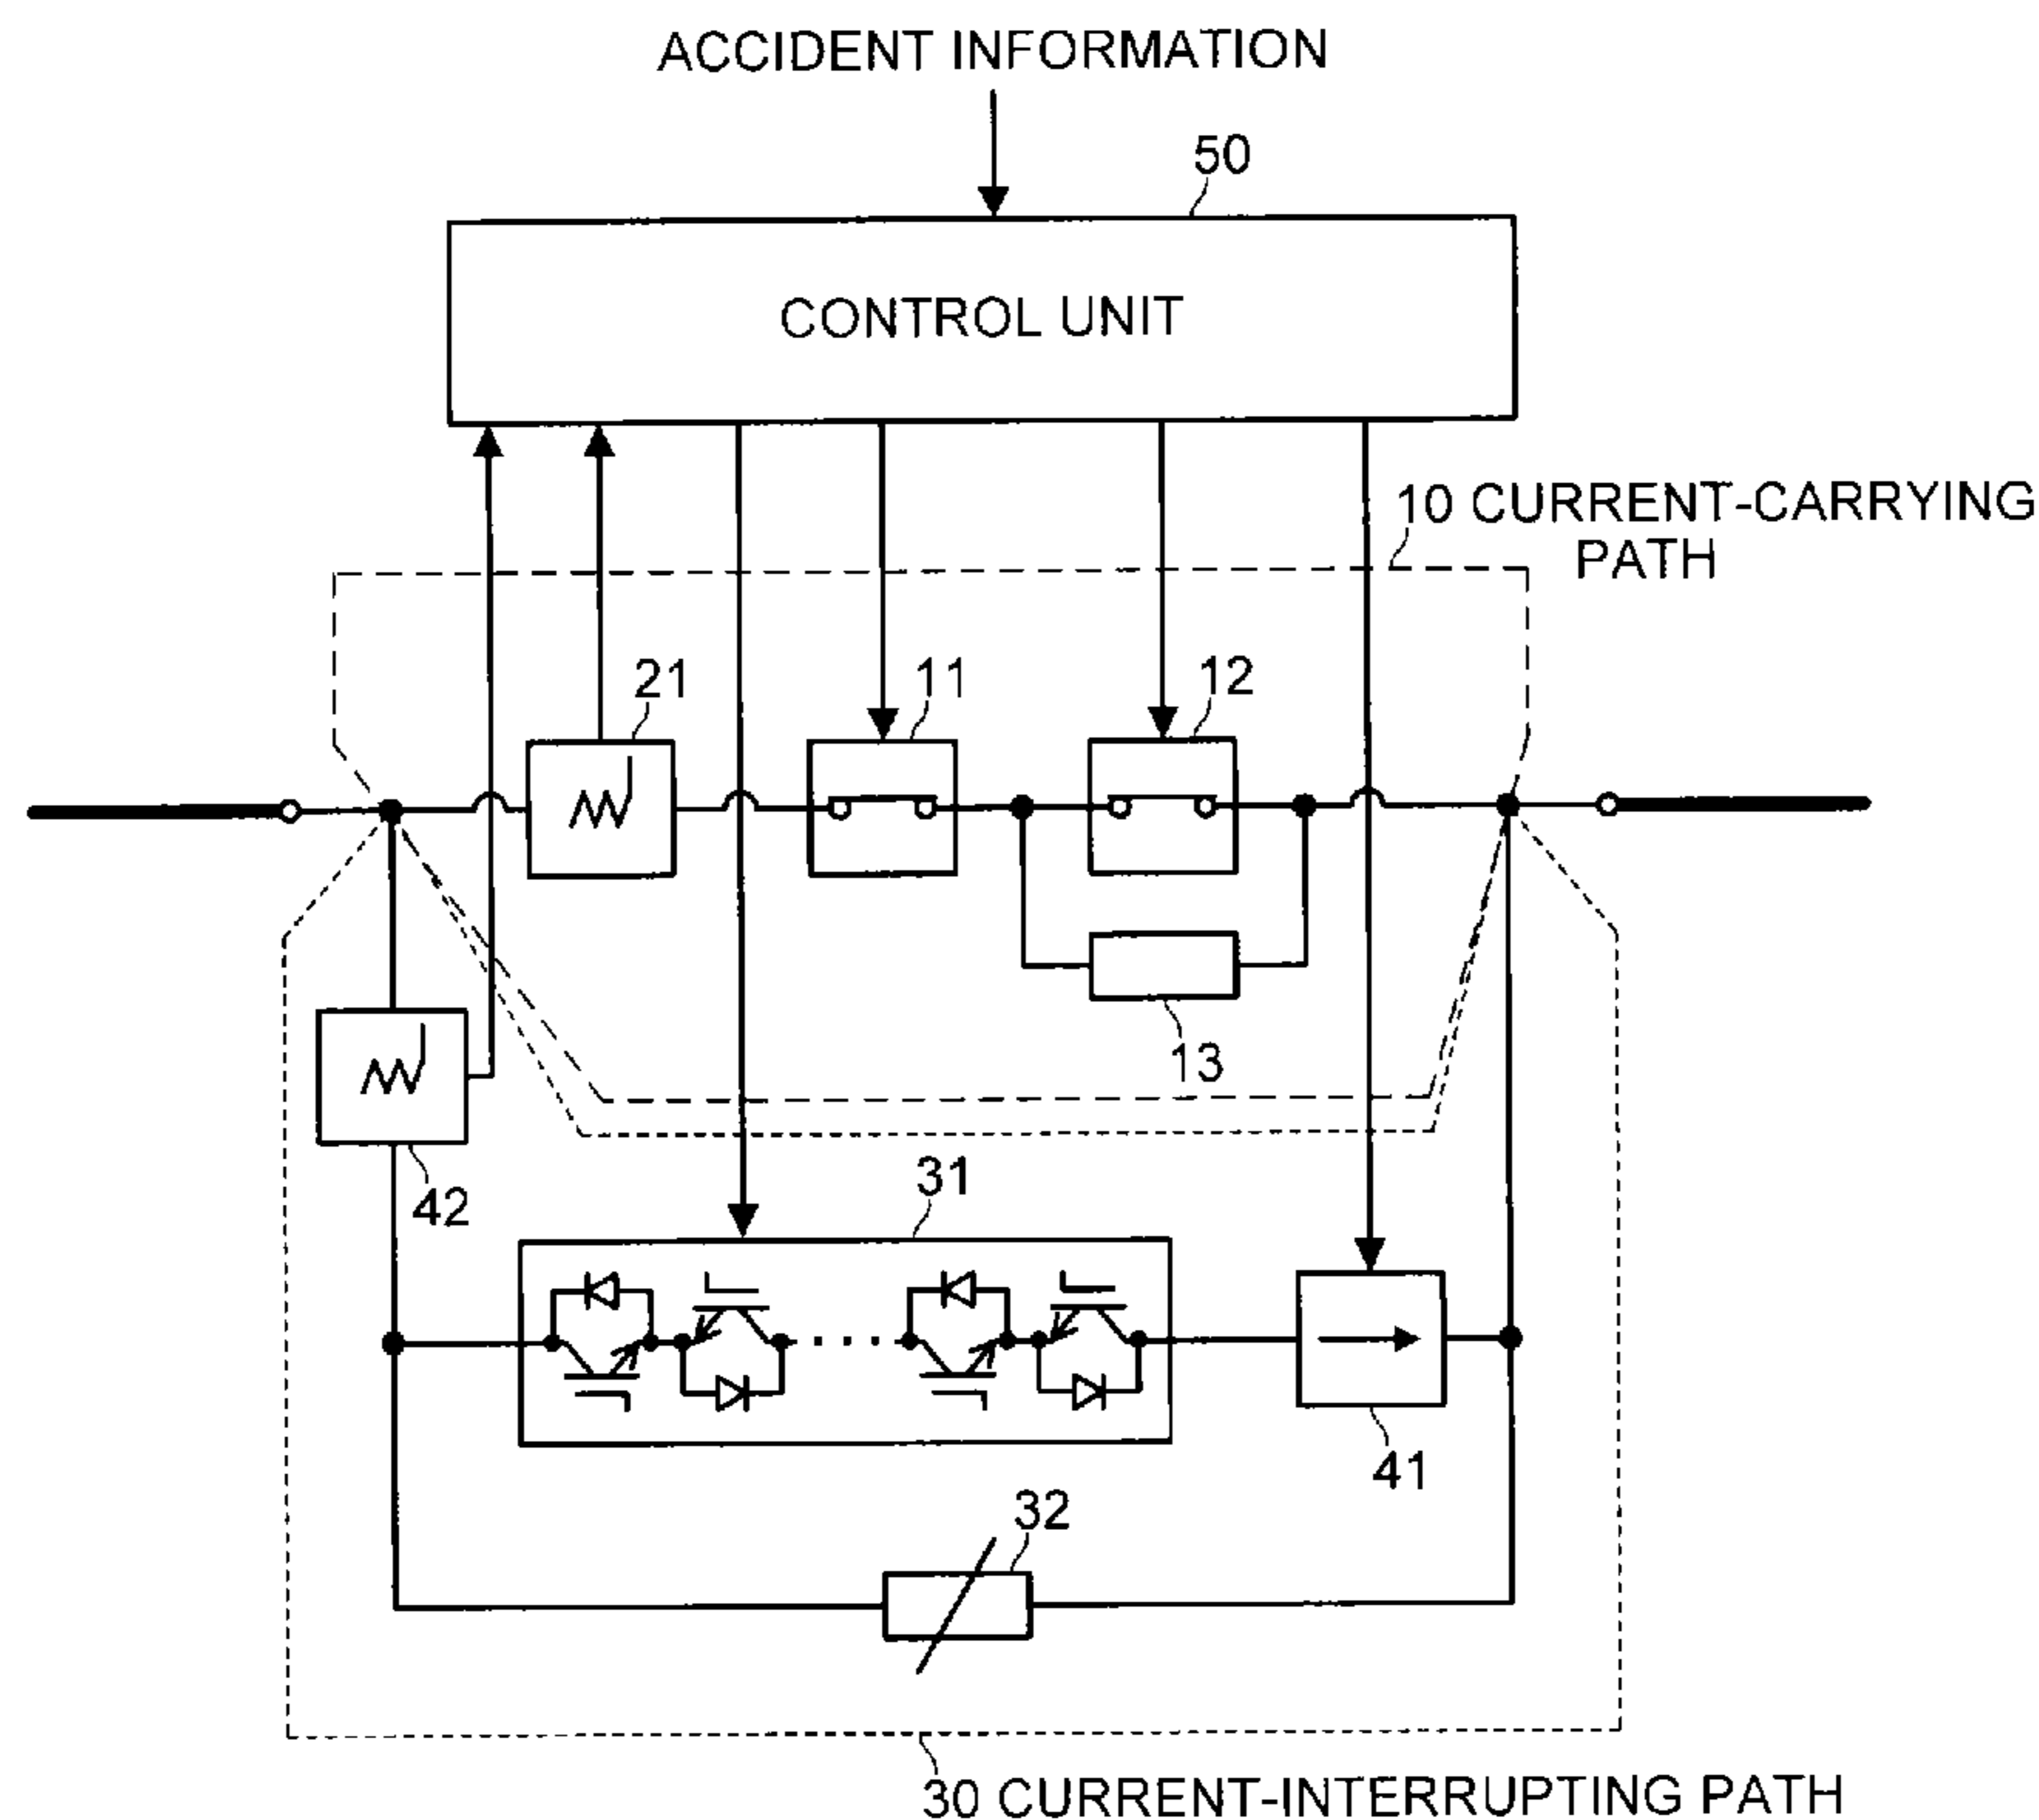 ACCIDENT INFORMATION
50
CONTROL UNIT
10 CURRENT-CARRYING
PATH
21
11
12
13
42
31
41
32
30 CURRENT-INTERRUPTING PATH